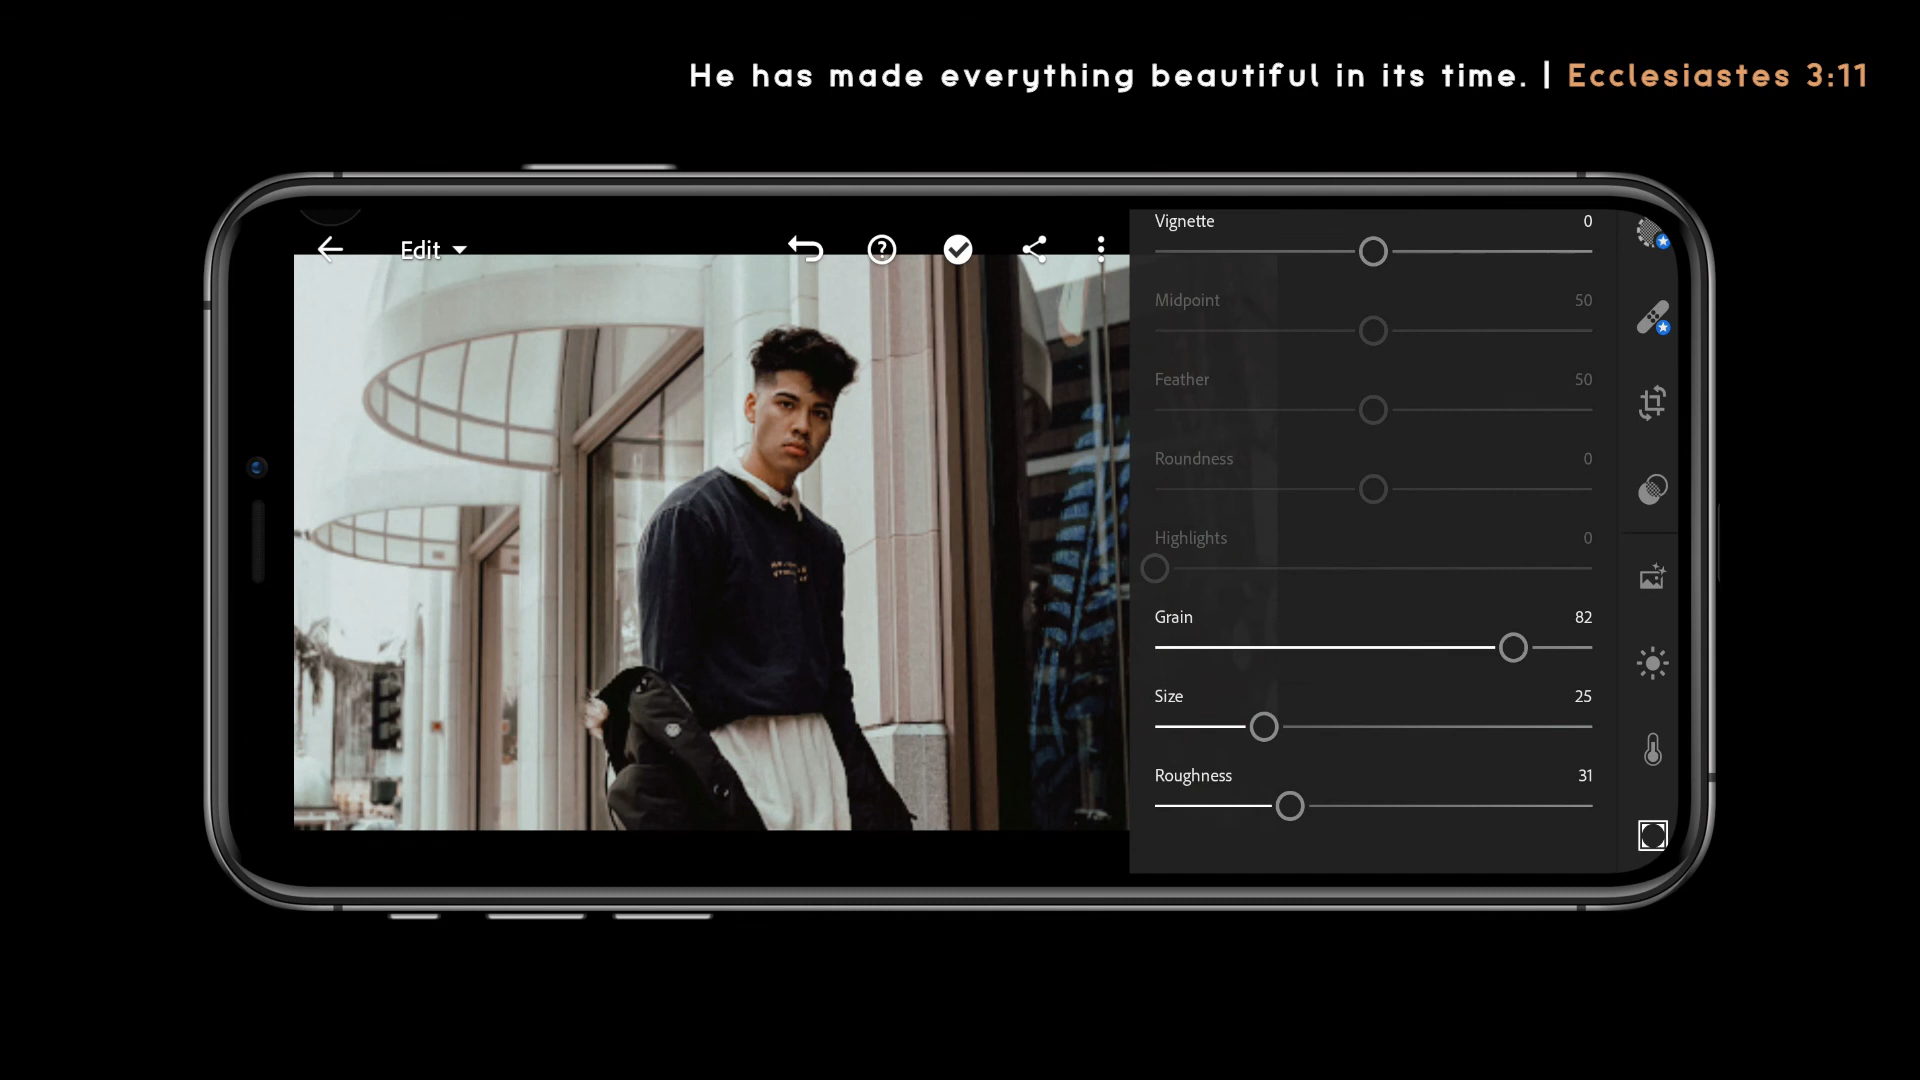 He has made everything beautiful in its time. | Ecclesiastes 3:11
Edit
Vignette 0
Midpoint 50
Feather 50
Roundness 0
Highlights 0
Grain 82
Size 25
Roughness 31